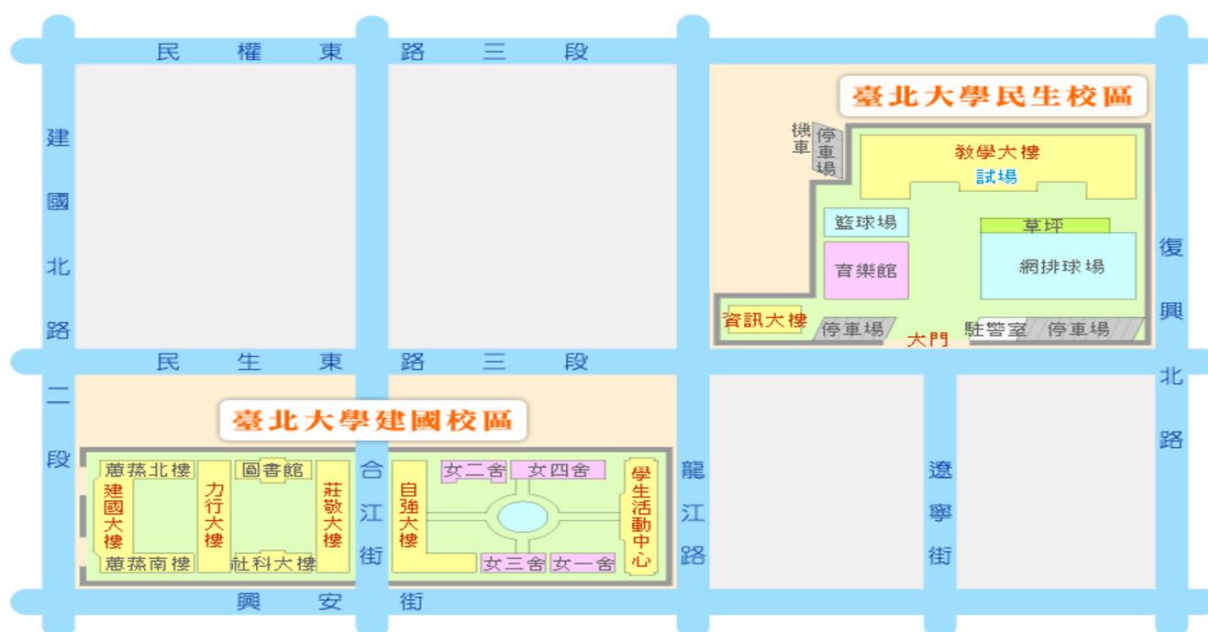 民權東路三段
建國北路二段
臺北大學民生校區
機車
停車場
教學大樓
試場
籃球場
草坪
育樂館
網排球場
復興北路
資訊大樓
停車場
大門
駐警室
停車場
民生東路三段
臺北大學建國校區
蕙蓀北樓
圖書館
女二舍
女四舍
建國大樓
力行大樓
莊敬大樓
合江街
自強大樓
學生活動中心
龍江路
遼寧街
蕙蓀南樓
社科大樓
女三舍
女一舍
興安街